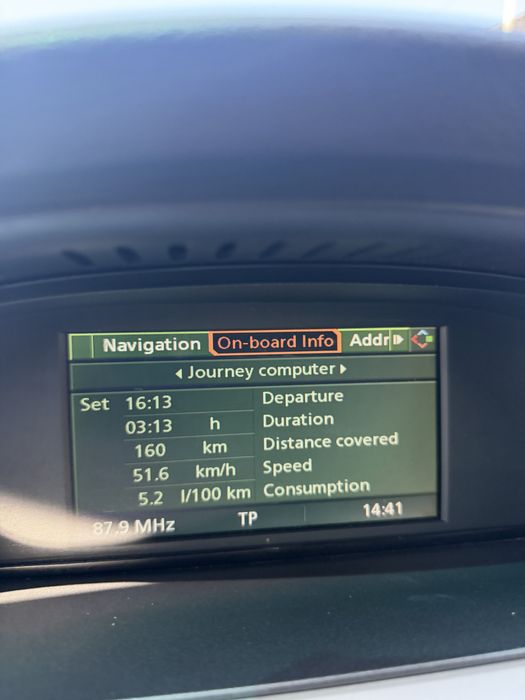 Navigation On-board Info Addr
Journey computer
Set 16:13 Departure
03:13 h Duration
160 km Distance covered
51.6 km/h Speed
5.2 l/100 km Consumption
87.9 MHz TP 14:41